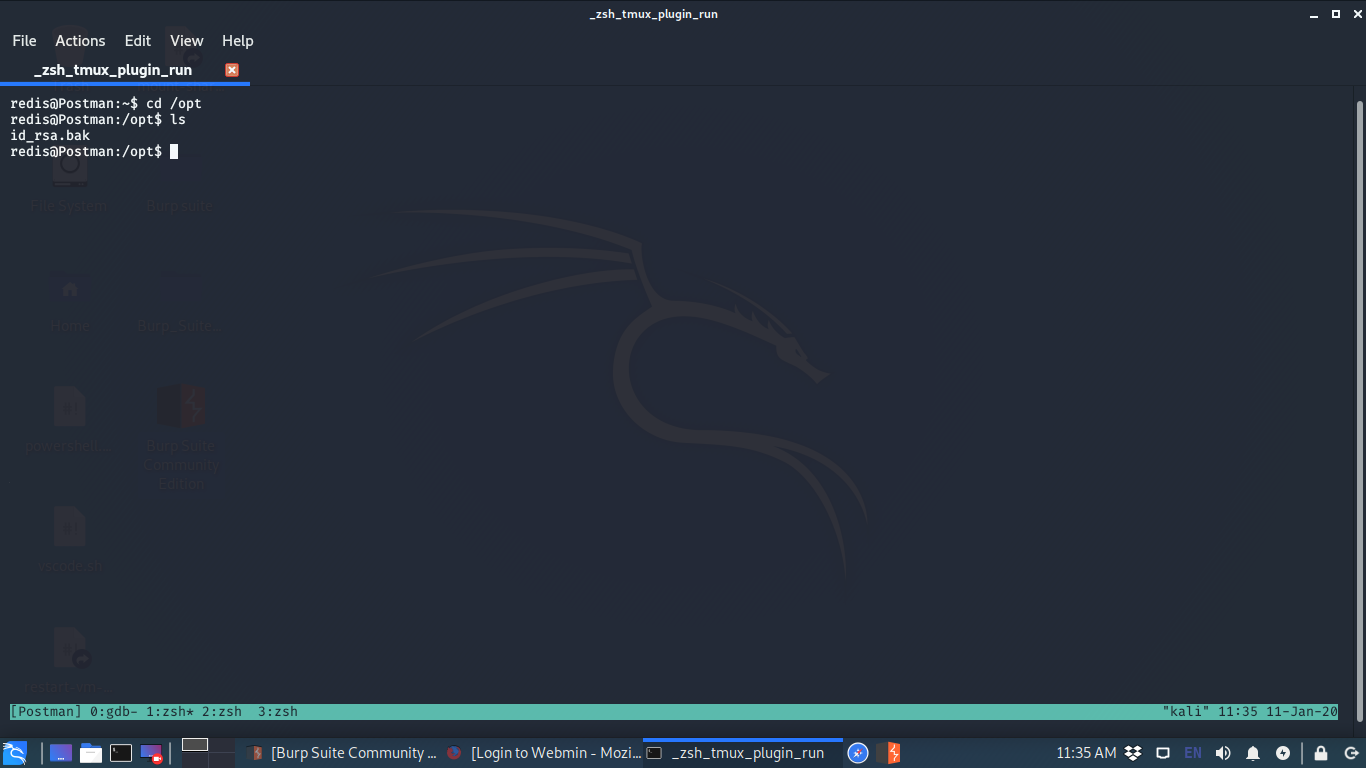 _zsh_tmux_plugin_run
File Actions Edit View Help
_zsh_tmux_plugin_run
redis@Postman:~$ cd /opt
redis@Postman:/opt$ ls
id_rsa.bak
redis@Postman:/opt$
File System
Burp suite
Home
Burp_Suite...
powershell...
Burp Suite
Community
Edition
vscode.sh
restart-vm-...
[Postman] 0:gdb- 1:zsh* 2:zsh 3:zsh "kali" 11:35 11-Jan-20
[Burp Suite Community ... [Login to Webmin - Mozi... _zsh_tmux_plugin_run 11:35 AM EN